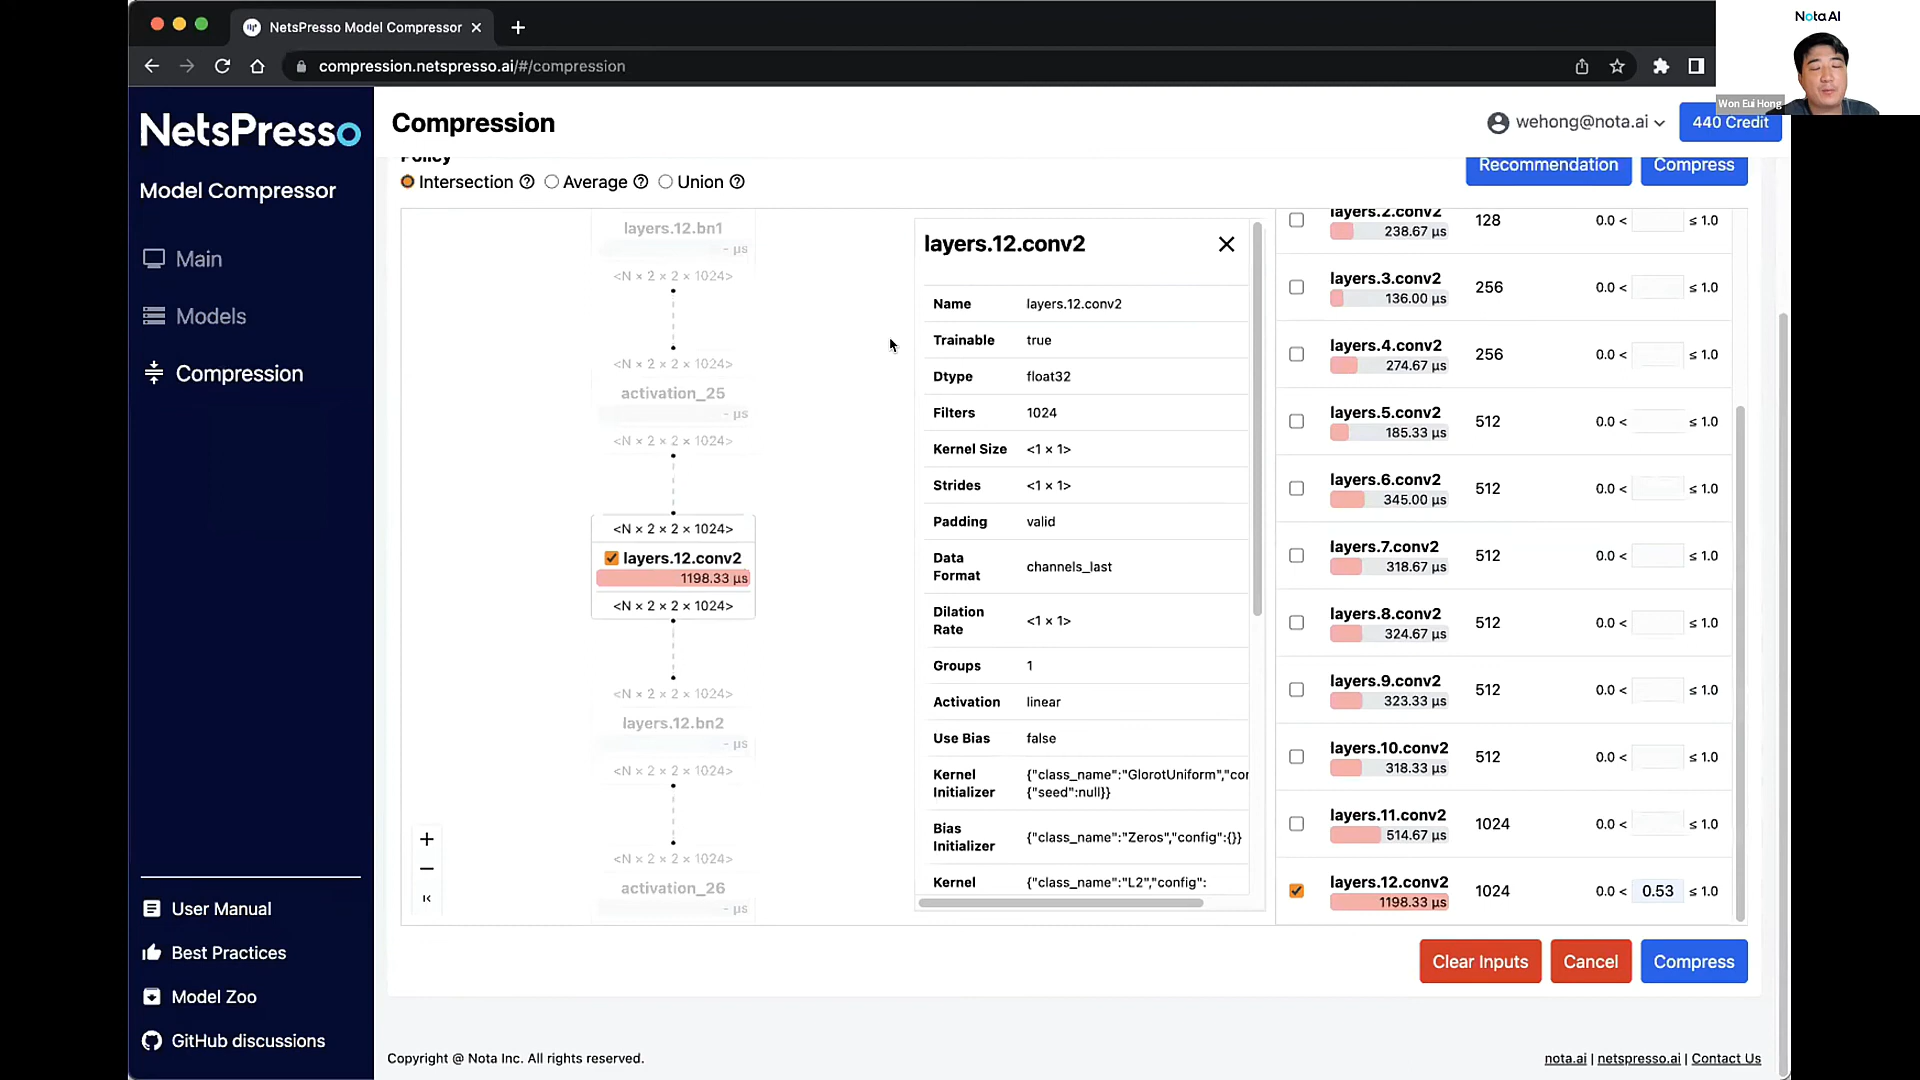 NetsPresso Model Compressor
compression.netspresso.ai/#/compression
Nota AI
Won Eui Hong
NetsPresso
Model Compressor
Main
Models
Compression
User Manual
Best Practices
Model Zoo
GitHub discussions
Compression
wehong@nota.ai
440 Credit
Policy
Intersection Average Union
Recommendation
Compress
layers.12.bn1
- µs
<N × 2 × 2 × 1024>
<N × 2 × 2 × 1024>
activation_25
- µs
<N × 2 × 2 × 1024>
<N × 2 × 2 × 1024>
layers.12.conv2
1198.33 µs
<N × 2 × 2 × 1024>
<N × 2 × 2 × 1024>
layers.12.bn2
- µs
<N × 2 × 2 × 1024>
<N × 2 × 2 × 1024>
activation_26
- µs
layers.12.conv2
Name layers.12.conv2
Trainable true
Dtype float32
Filters 1024
Kernel Size <1 × 1>
Strides <1 × 1>
Padding valid
Data Format channels_last
Dilation Rate <1 × 1>
Groups 1
Activation linear
Use Bias false
Kernel Initializer {"class_name":"GlorotUniform","cor
{"seed":null}}
Bias Initializer {"class_name":"Zeros","config":{}}
Kernel {"class_name":"L2","config":
layers.2.conv2 128 0.0 < ≤ 1.0
238.67 µs
layers.3.conv2 256 0.0 < ≤ 1.0
136.00 µs
layers.4.conv2 256 0.0 < ≤ 1.0
274.67 µs
layers.5.conv2 512 0.0 < ≤ 1.0
185.33 µs
layers.6.conv2 512 0.0 < ≤ 1.0
345.00 µs
layers.7.conv2 512 0.0 < ≤ 1.0
318.67 µs
layers.8.conv2 512 0.0 < ≤ 1.0
324.67 µs
layers.9.conv2 512 0.0 < ≤ 1.0
323.33 µs
layers.10.conv2 512 0.0 < ≤ 1.0
318.33 µs
layers.11.conv2 1024 0.0 < ≤ 1.0
514.67 µs
layers.12.conv2 1024 0.0 < 0.53 ≤ 1.0
1198.33 µs
Clear Inputs
Cancel
Compress
Copyright @ Nota Inc. All rights reserved.
nota.ai | netspresso.ai | Contact Us